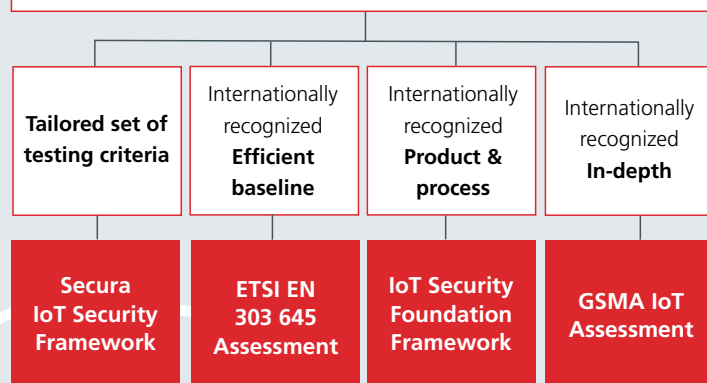 Tailored set of
testing criteria
Internationally
recognized
Efficient
baseline
Internationally
recognized
Product &
process
Internationally
recognized
In-depth
Secura
IoT Security
Framework
ETSI EN
303 645
Assessment
IoT Security
Foundation
Framework
GSMA IoT
Assessment